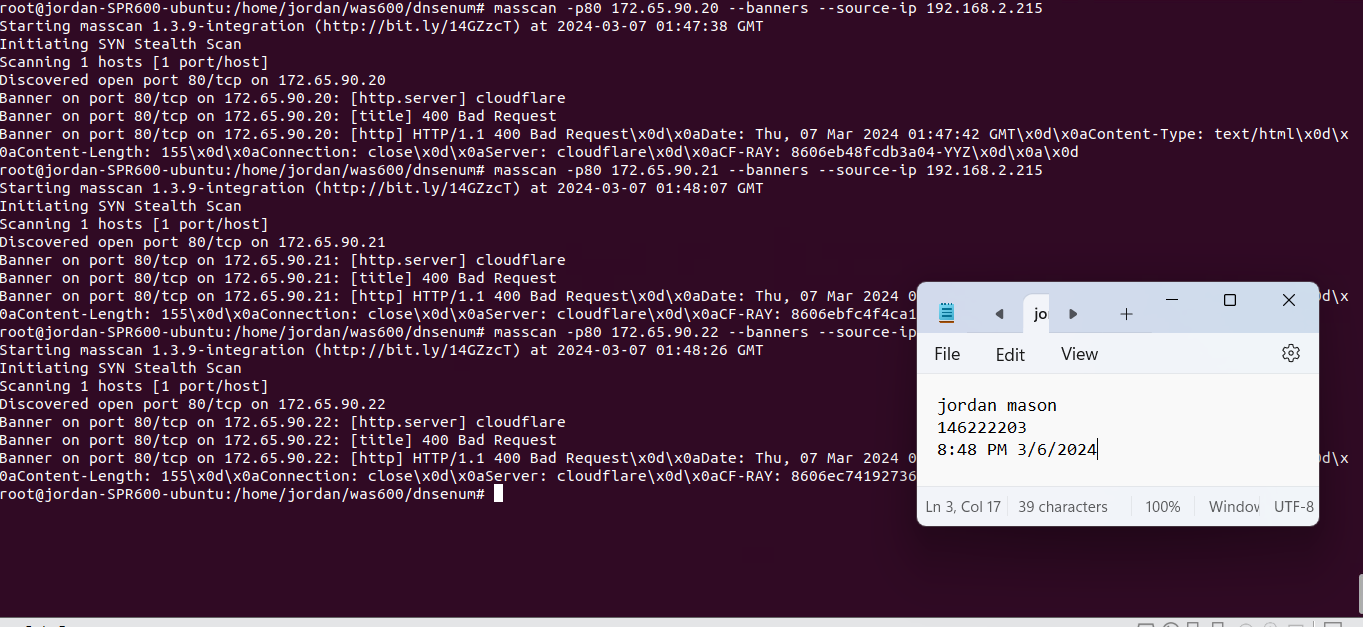 root@jordan-SPR600-ubuntu:/home/jordan/was600/dnsenum# masscan -p80 172.65.90.20 --banners --source-ip 192.168.2.215
Starting masscan 1.3.9-integration (http://bit.ly/14GZzcT) at 2024-03-07 01:47:38 GMT
Initiating SYN Stealth Scan
Scanning 1 hosts [1 port/host]
Discovered open port 80/tcp on 172.65.90.20
Banner on port 80/tcp on 172.65.90.20: [http.server] cloudflare
Banner on port 80/tcp on 172.65.90.20: [title] 400 Bad Request
Banner on port 80/tcp on 172.65.90.20: [http] HTTP/1.1 400 Bad Request\x0d\x0aDate: Thu, 07 Mar 2024 01:47:42 GMT\x0d\x0aContent-Type: text/html\x0d\x
0aContent-Length: 155\x0d\x0aConnection: close\x0d\x0aServer: cloudflare\x0d\x0aCF-RAY: 8606eb48fcdb3a04-YYZ\x0d\x0a\x0d
root@jordan-SPR600-ubuntu:/home/jordan/was600/dnsenum# masscan -p80 172.65.90.21 --banners --source-ip 192.168.2.215
Starting masscan 1.3.9-integration (http://bit.ly/14GZzcT) at 2024-03-07 01:48:07 GMT
Initiating SYN Stealth Scan
Scanning 1 hosts [1 port/host]
Discovered open port 80/tcp on 172.65.90.21
Banner on port 80/tcp on 172.65.90.21: [http.server] cloudflare
Banner on port 80/tcp on 172.65.90.21: [title] 400 Bad Request
Banner on port 80/tcp on 172.65.90.21: [http] HTTP/1.1 400 Bad Request\x0d\x0aDate: Thu, 07 Mar 2024 0
0d\x
0aContent-Length: 155\x0d\x0aConnection: close\x0d\x0aServer: cloudflare\x0d\x0aCF-RAY: 8606ebfc4f4ca1
root@jordan-SPR600-ubuntu:/home/jordan/was600/dnsenum# masscan -p80 172.65.90.22 --banners --source-ip
Starting masscan 1.3.9-integration (http://bit.ly/14GZzcT) at 2024-03-07 01:48:26 GMT
Initiating SYN Stealth Scan
Scanning 1 hosts [1 port/host]
Discovered open port 80/tcp on 172.65.90.22
Banner on port 80/tcp on 172.65.90.22: [http.server] cloudflare
Banner on port 80/tcp on 172.65.90.22: [title] 400 Bad Request
Banner on port 80/tcp on 172.65.90.22: [http] HTTP/1.1 400 Bad Request\x0d\x0aDate: Thu, 07 Mar 2024 0
0d\x
0aContent-Length: 155\x0d\x0aConnection: close\x0d\x0aServer: cloudflare\x0d\x0aCF-RAY: 8606ec74192736
root@jordan-SPR600-ubuntu:/home/jordan/was600/dnsenum#
jo
File Edit View
jordan mason
146222203
8:48 PM 3/6/2024
Ln 3, Col 17 39 characters 100% Window UTF-8